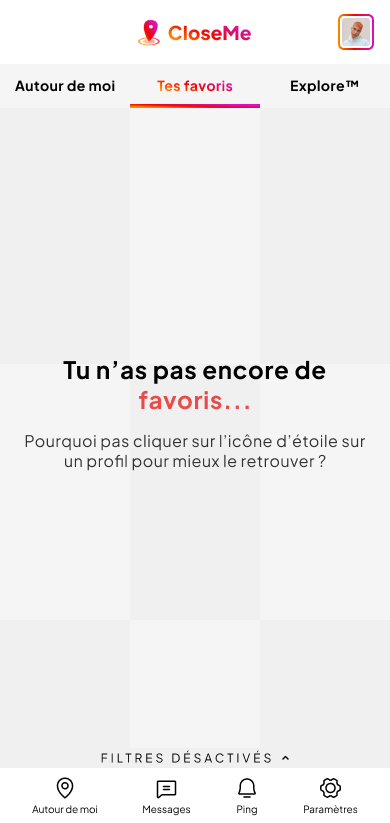 CloseMe
Autour de moi
Tes favoris
Explore™
Tu n’as pas encore de
favoris...
Pourquoi pas cliquer sur l’icône d’étoile sur
un profil pour mieux le retrouver ?
FILTRES DÉSACTIVÉS
Autour de moi
Messages
Ping
Paramètres